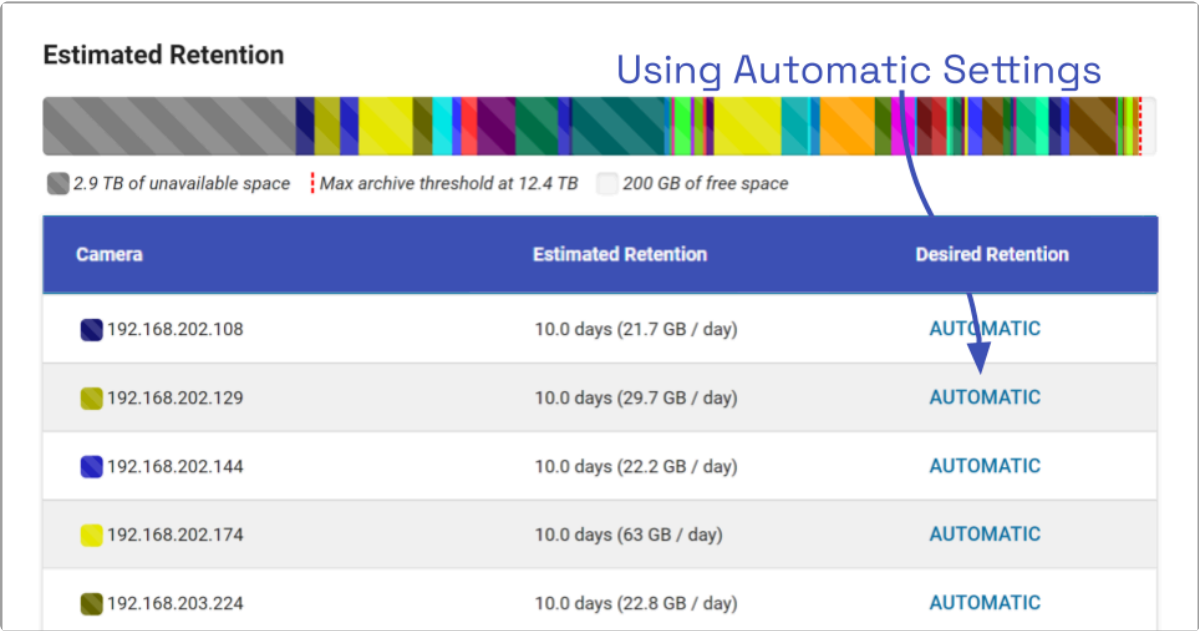 Estimated Retention
Using Automatic Settings
2.9 TB of unavailable space Max archive threshold at 12.4 TB 200 GB of free space
Camera Estimated Retention Desired Retention
192.168.202.108 10.0 days (21.7 GB / day) AUTOMATIC
192.168.202.129 10.0 days (29.7 GB / day) AUTOMATIC
192.168.202.144 10.0 days (22.2 GB / day) AUTOMATIC
192.168.202.174 10.0 days (63 GB / day) AUTOMATIC
192.168.203.224 10.0 days (22.8 GB / day) AUTOMATIC